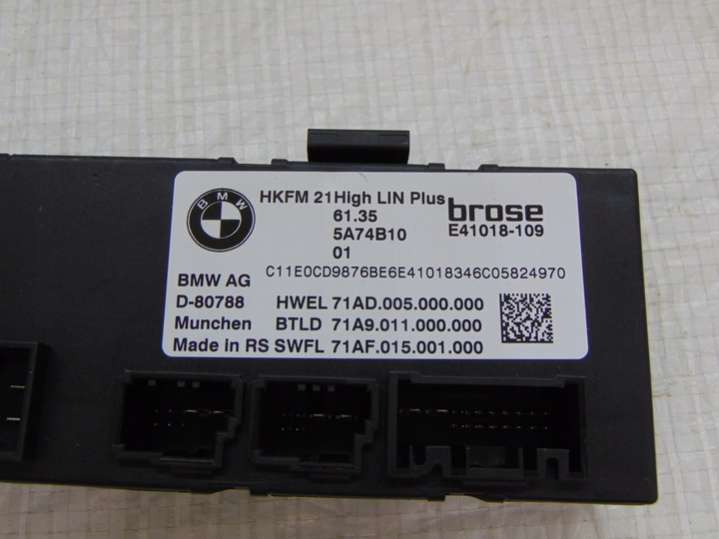 BMW
HKFM 21High LIN Plus
brose
61.35
E41018-109
5A74B10
01
C11E0CD9876BE6E41018346C05824970
BMW AG
D-80788 HWEL 71AD.005.000.000
Munchen BTLD 71A9.011.000.000
Made in RS SWFL 71AF.015.001.000